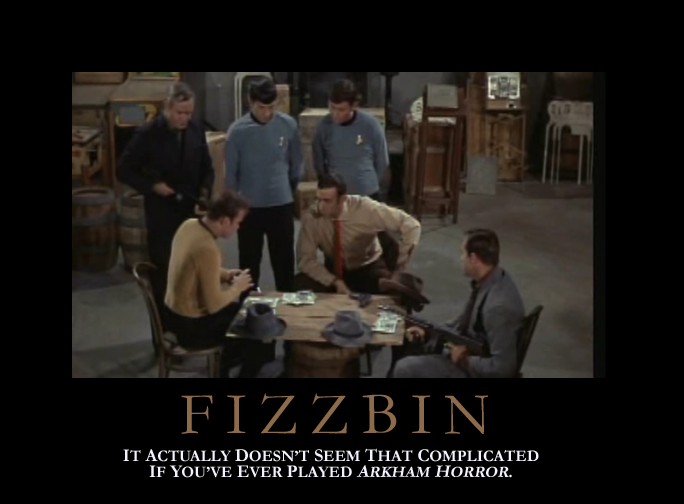 FIZZBIN
IT ACTUALLY DOESN'T SEEM THAT COMPLICATED
IF YOU'VE EVER PLAYED ARKHAM HORROR.